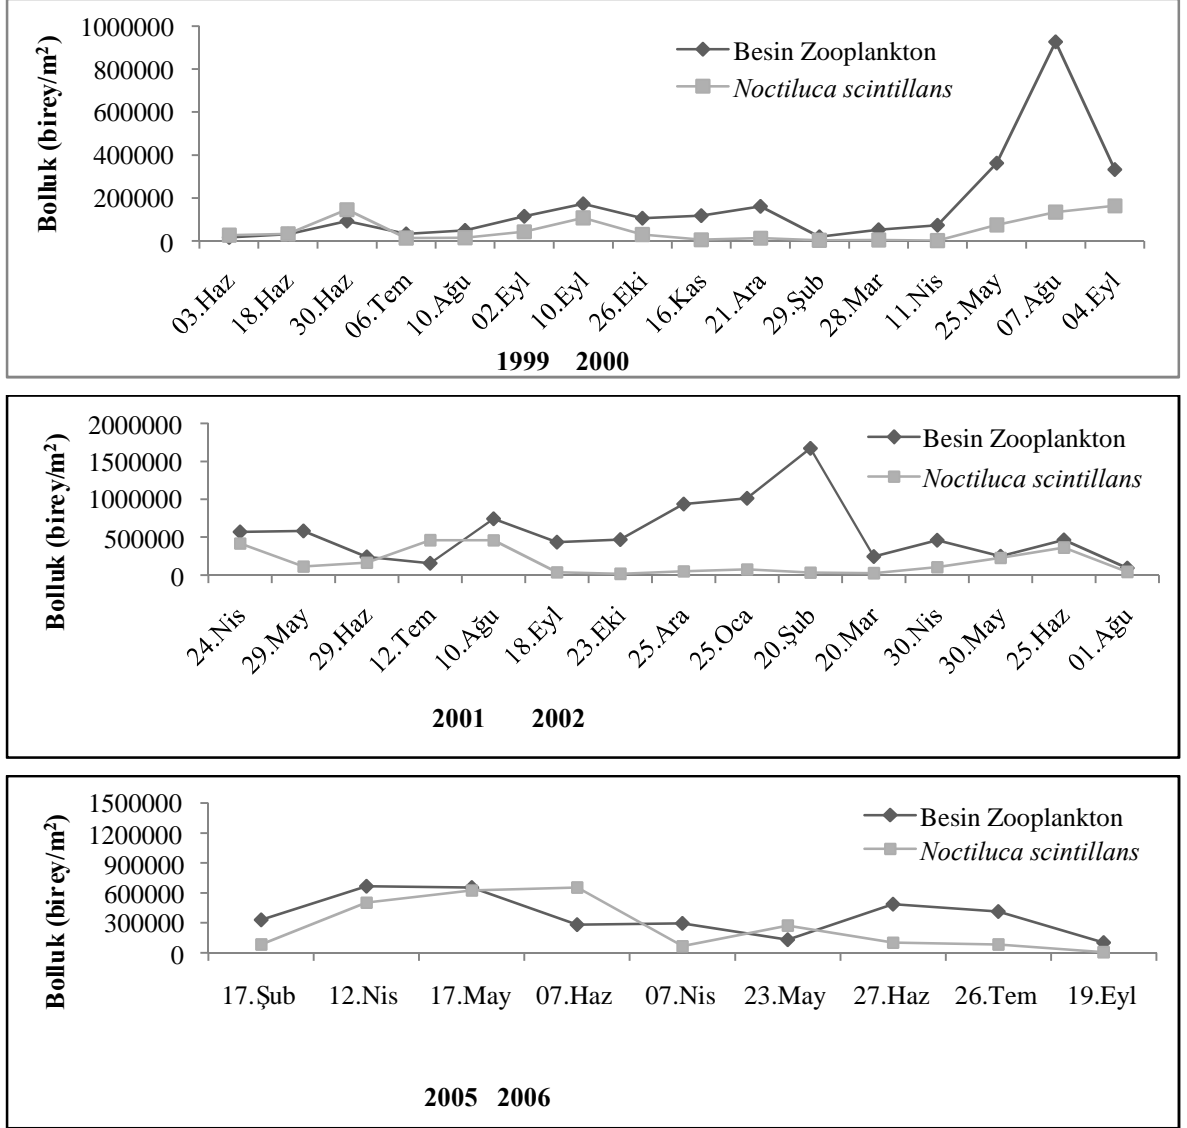 1000000
800000
600000
400000
200000
0
Bolluk (birey/m²)
Besin Zooplankton
Noctiluca scintillans
03.Haz
18.Haz
30.Haz
06.Tem
10.Ağu
02.Eyl
10.Eyl
26.Eki
16.Kas
21.Ara
29.Şub
28.Mar
11.Nis
25.May
07.Ağu
04.Eyl
1999 2000
2000000
1500000
1000000
500000
0
Bolluk (birey/m²)
Besin Zooplankton
Noctiluca scintillans
24.Nis
29.May
29.Haz
12.Tem
10.Ağu
18.Eyl
23.Eki
25.Ara
25.Oca
20.Şub
20.Mar
30.Nis
30.May
25.Haz
01.Ağu
2001 2002
1500000
1200000
900000
600000
300000
0
Bolluk (birey/m²)
Besin Zooplankton
Noctiluca scintillans
17.Şub 12.Nis 17.May 07.Haz 07.Nis 23.May 27.Haz 26.Tem 19.Eyl
2005 2006